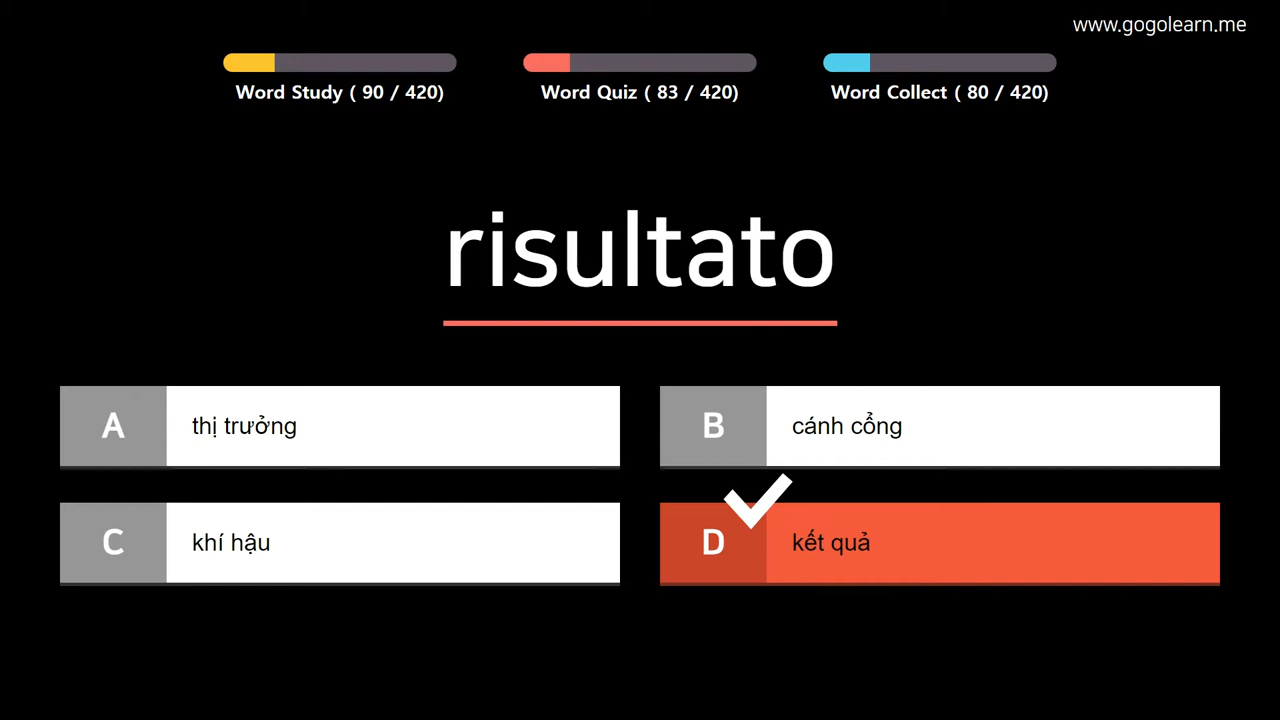 www.gogolearn.me
Word Study ( 90 / 420)
Word Quiz ( 83 / 420)
Word Collect ( 80 / 420)
risultato
A
thị trưởng
B
cánh cổng
C
khí hậu
D
kết quả